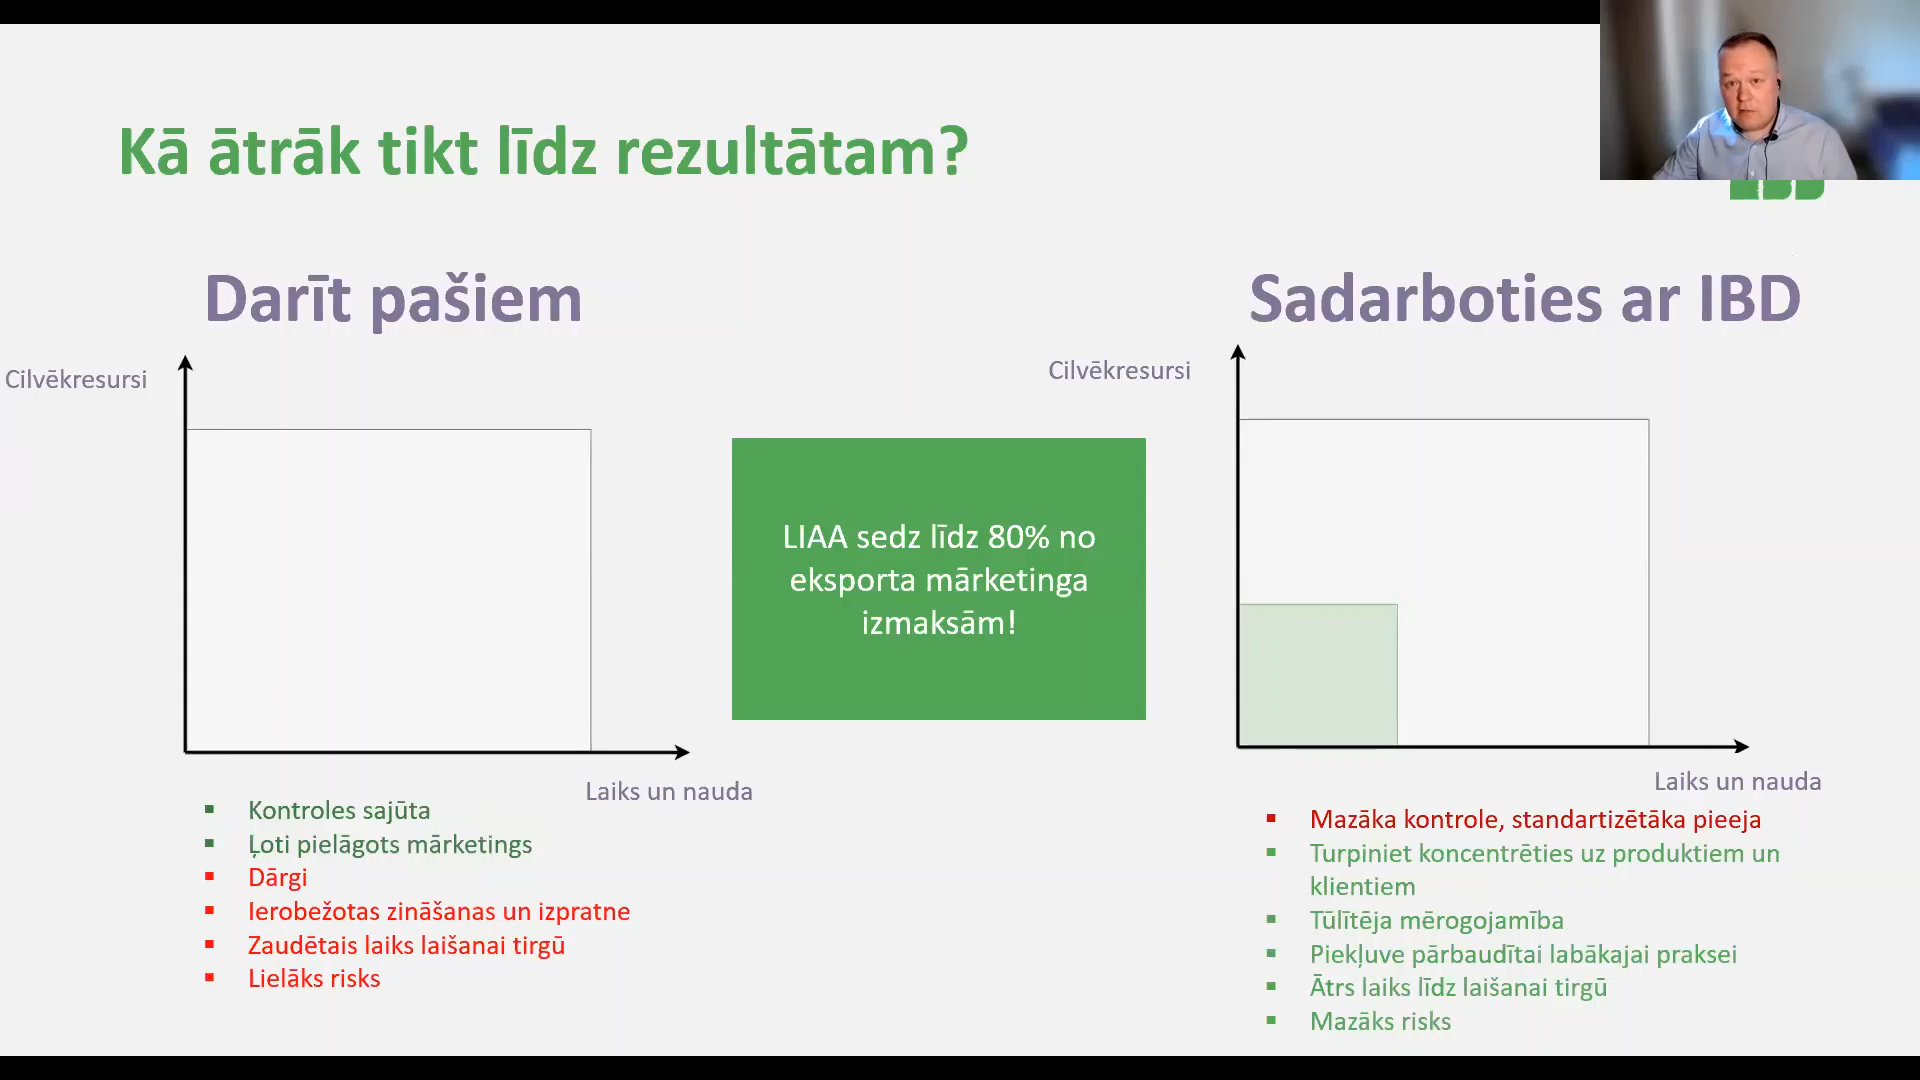 Kā ātrāk tikt līdz rezultātam?
Darīt pašiem
Cilvēkresursi
Laiks un nauda
Kontroles sajūta
Ļoti pielāgots mārketings
Dārgi
Ierobežotas zināšanas un izpratne
Zaudētais laiks laišanai tirgū
Lielāks risks
LIAA sedz līdz 80% no
eksporta mārketinga
izmaksām!
Sadarboties ar IBD
Cilvēkresursi
Laiks un nauda
Mazāka kontrole, standartizētāka pieeja
Turpiniet koncentrēties uz produktiem un
klientiem
Tūlītēja mērogojamība
Piekļuve pārbaudītai labākajai praksei
Ātrs laiks līdz laišanai tirgū
Mazāks risks